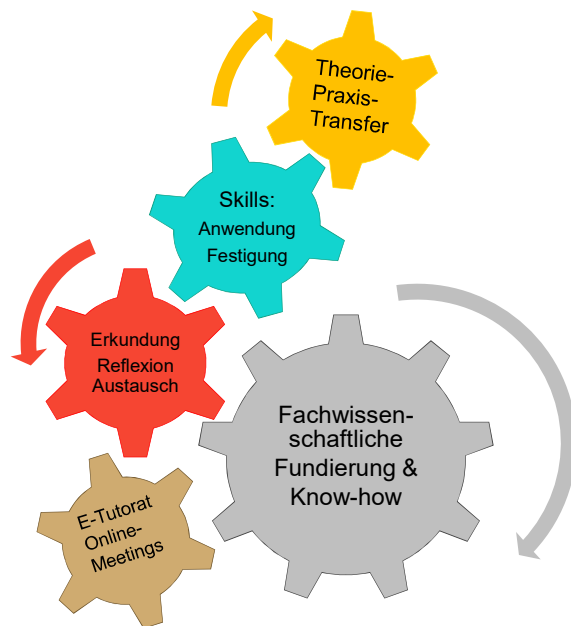 Theorie-
Praxis-
Transfer
Skills:
Anwendung
Festigung
Erkundung
Reflexion
Austausch
Fachwissen-
schaftliche
Fundierung &
Know-how
E-Tutorat
Online-
Meetings